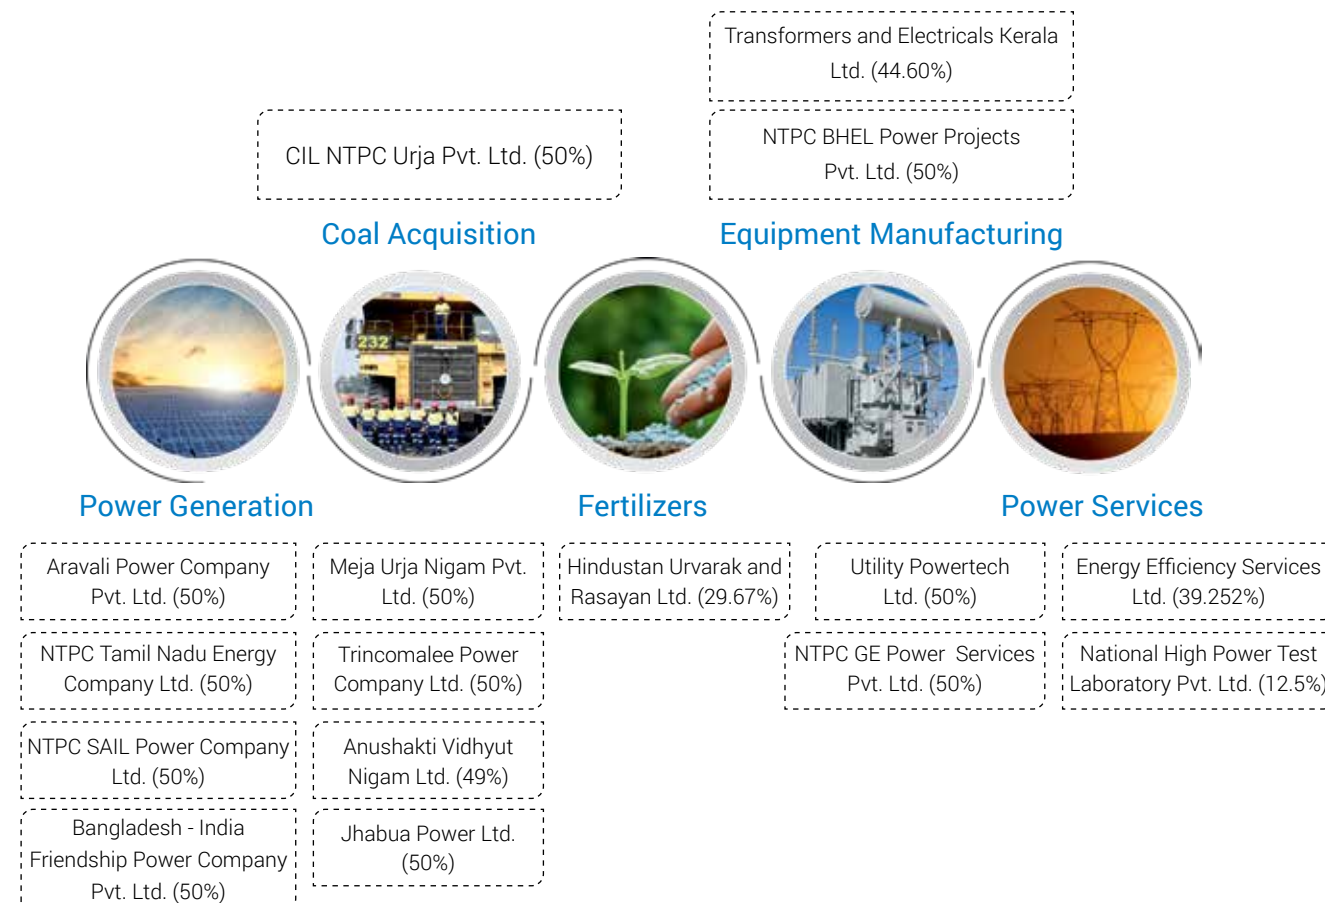 Transformers and Electricals Kerala
Ltd. (44.60%)
CIL NTPC Urja Pvt. Ltd. (50%)
NTPC BHEL Power Projects
Pvt. Ltd. (50%)
Coal Acquisition
Equipment Manufacturing
232
Power Generation
Fertilizers
Power Services
Aravali Power Company
Pvt. Ltd. (50%)
Meja Urja Nigam Pvt.
Ltd. (50%)
Hindustan Urvarak and
Rasayan Ltd. (29.67%)
Utility Powertech
Ltd. (50%)
Energy Efficiency Services
Ltd. (39.252%)
NTPC Tamil Nadu Energy
Company Ltd. (50%)
Trincomalee Power
Company Ltd. (50%)
NTPC GE Power Services
Pvt. Ltd. (50%)
National High Power Test
Laboratory Pvt. Ltd. (12.5%)
NTPC SAIL Power Company
Ltd. (50%)
Anushakti Vidhyut
Nigam Ltd. (49%)
Bangladesh - India
Friendship Power Company
Pvt. Ltd. (50%)
Jhabua Power Ltd.
(50%)